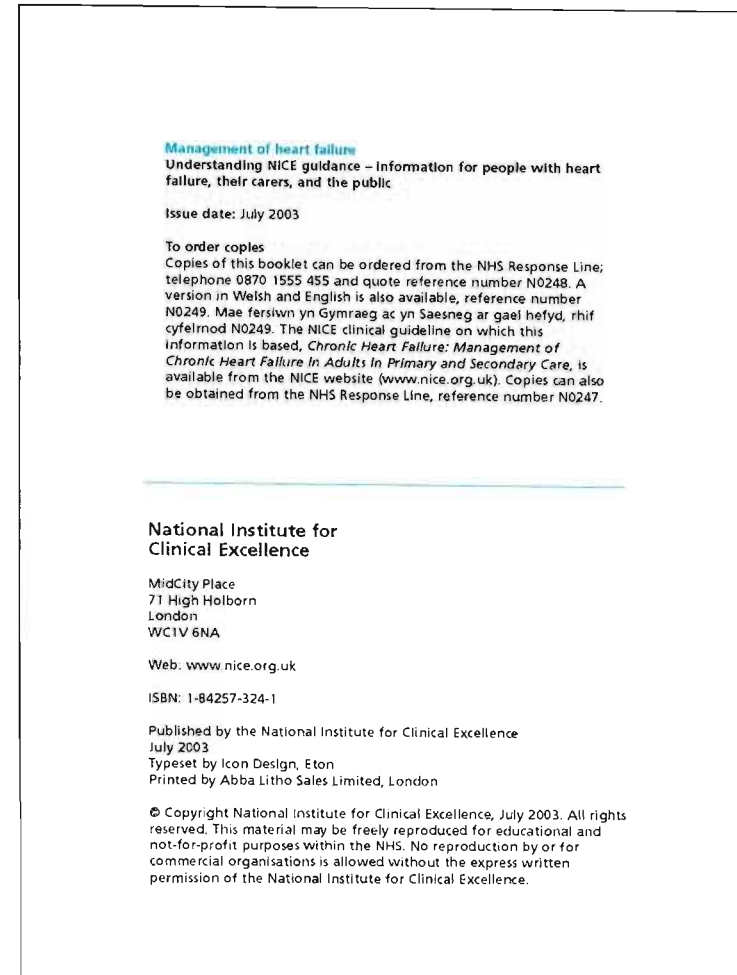 Management of heart failure
Understanding NICE guidance – information for people with heart
failure, their carers, and the public
Issue date: July 2003
To order copies
Copies of this booklet can be ordered from the NHS Response Line;
telephone 0870 1555 455 and quote reference number N0248. A
version in Welsh and English is also available, reference number
N0249. Mae fersiwn yn Gymraeg ac yn Saesneg ar gael hefyd, rhif
cyfeirnod N0249. The NICE clinical guideline on which this
information is based, Chronic Heart Failure: Management of
Chronic Heart Failure in Adults in Primary and Secondary Care, is
available from the NICE website (www.nice.org.uk). Copies can also
be obtained from the NHS Response Line, reference number N0247.
National Institute for
Clinical Excellence
MidCity Place
71 High Holborn
London
WC1V 6NA
Web: www.nice.org.uk
ISBN: 1-84257-324-1
Published by the National Institute for Clinical Excellence
July 2003
Typeset by Icon Design, Eton
Printed by Abba Litho Sales Limited, London
© Copyright National Institute for Clinical Excellence, July 2003. All rights
reserved. This material may be freely reproduced for educational and
not-for-profit purposes within the NHS. No reproduction by or for
commercial organisations is allowed without the express written
permission of the National Institute for Clinical Excellence.